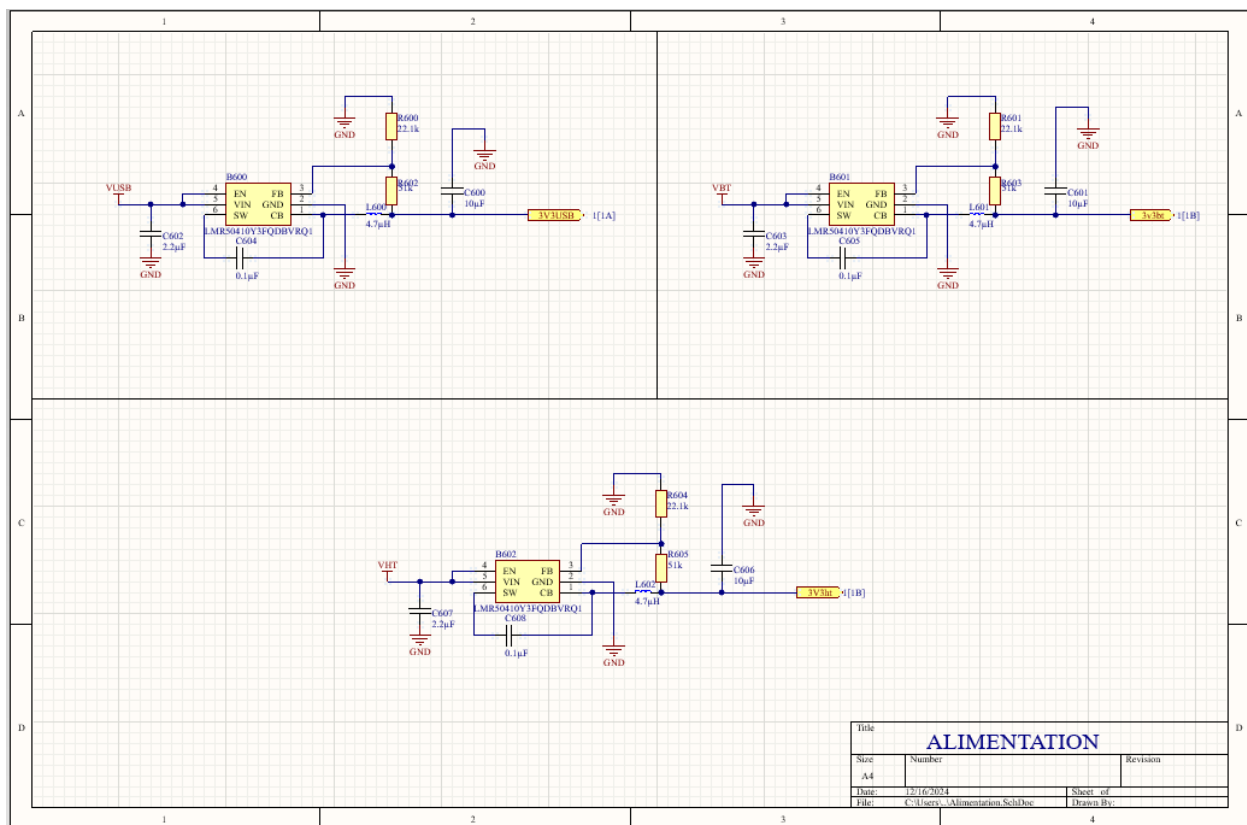 1 2 3 4
A A
R600
22.1k
GND
GND
R602
51k
B600
VUSB
4 EN FB 3
5 VIN GND 2
6 SW CB 1
C600
10µF
L600
4.7µH
3V3USB 1[1A]
LMR50410Y3FQDBVRQ1
C602
2.2µF
GND
C604
0.1µF
GND
R601
22.1k
GND
GND
R603
51k
B601
VBT
4 EN FB 3
5 VIN GND 2
6 SW CB 1
C601
10µF
L601
4.7µH
3v3bt 1[1B]
LMR50410Y3FQDBVRQ1
C603
2.2µF
GND
C605
0.1µF
GND
B B
C C
R604
22.1k
GND
GND
R605
51k
B602
VHT
4 EN FB 3
5 VIN GND 2
6 SW CB 1
C606
10µF
L602
4.7µH
3V3ht 1[1B]
LMR50410Y3FQDBVRQ1
C607
2.2µF
GND
C608
0.1µF
GND
D D
Title
ALIMENTATION
Size Number Revision
A4
Date: 12/16/2024 Sheet of
File: C:\Users\..\Alimentation.SchDoc Drawn By:
1 2 3 4